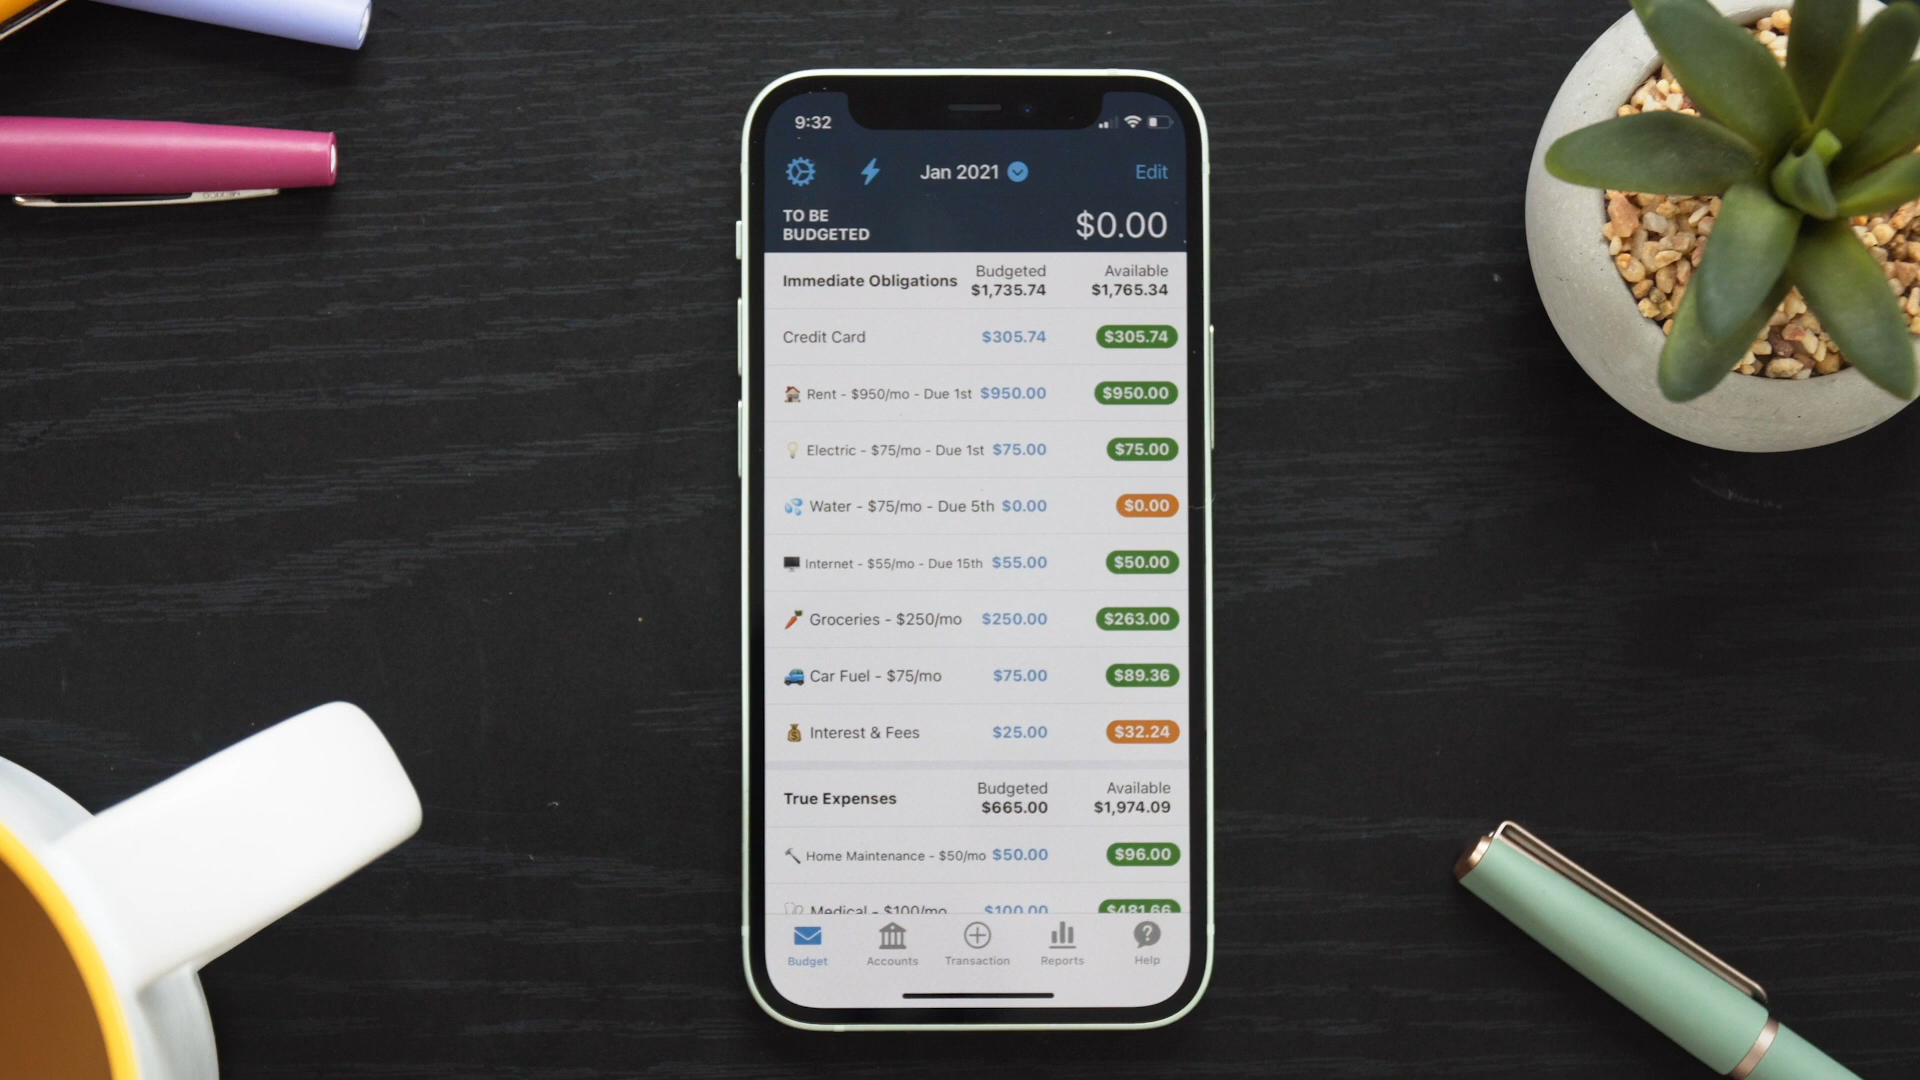 9:32
Jan 2021 Edit
TO BE
BUDGETED $0.00
Immediate Obligations Budgeted $1,735.74 Available $1,765.34
Credit Card $305.74 $305.74
Rent - $950/mo - Due 1st $950.00 $950.00
Electric - $75/mo - Due 1st $75.00 $75.00
Water - $75/mo - Due 5th $0.00 $0.00
Internet - $55/mo - Due 15th $55.00 $50.00
Groceries - $250/mo $250.00 $263.00
Car Fuel - $75/mo $75.00 $89.36
Interest & Fees $25.00 $32.24
True Expenses Budgeted $665.00 Available $1,974.09
Home Maintenance - $50/mo $50.00 $96.00
Medical - $100/mo $100.00 $481.66
Budget Accounts Transaction Reports Help
MEXICO